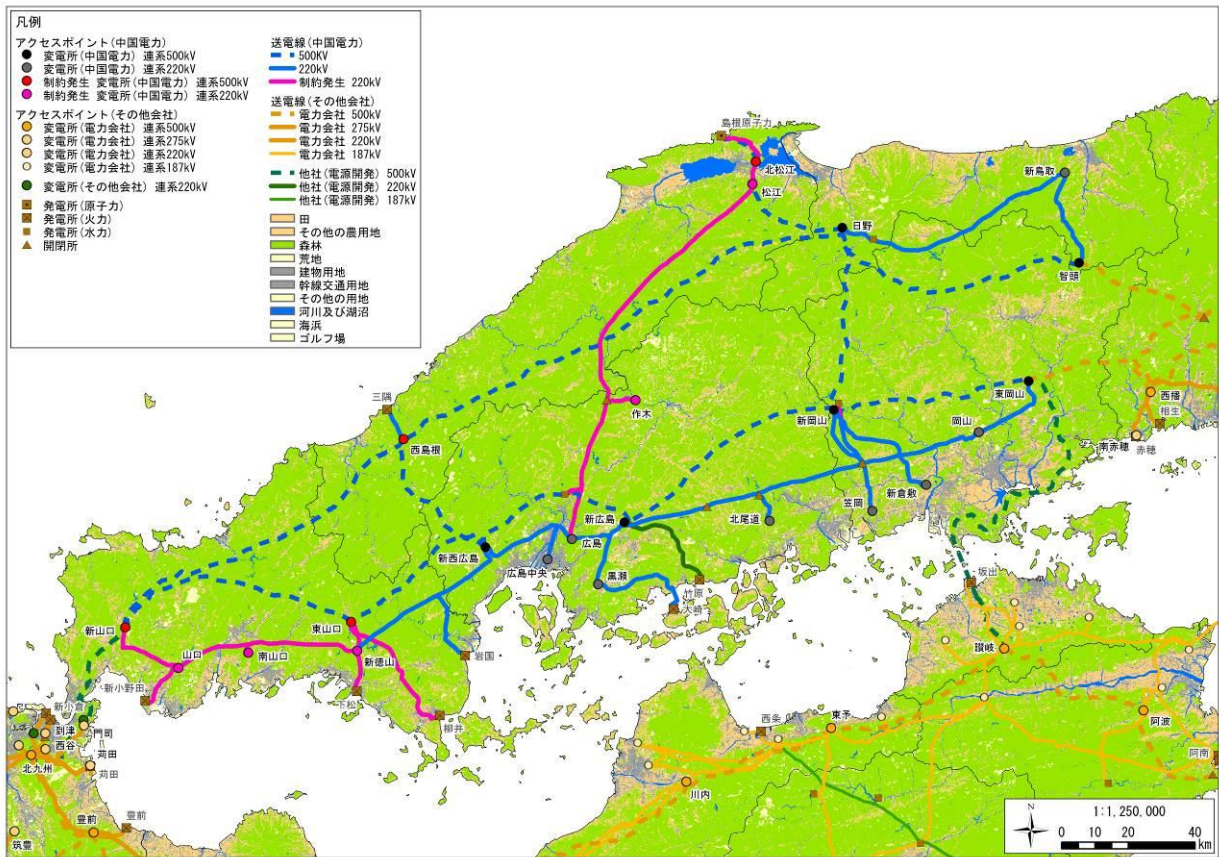 凡例
アクセスポイント(中国電力)
変電所(中国電力) 連系500kV
変電所(中国電力) 連系220kV
制約発生 変電所(中国電力) 連系500kV
制約発生 変電所(中国電力) 連系220kV
アクセスポイント(その他会社)
変電所(電力会社) 連系500kV
変電所(電力会社) 連系275kV
変電所(電力会社) 連系220kV
変電所(電力会社) 連系187kV
変電所(その他会社) 連系220kV
発電所(原子力)
発電所(火力)
発電所(水力)
開閉所
送電線(中国電力)
500KV
220kV
制約発生 220kV
送電線(その他会社)
電力会社 500kV
電力会社 275kV
電力会社 220kV
電力会社 187kV
他社(電源開発) 500kV
他社(電源開発) 220kV
他社(電源開発) 187kV
田
その他の農用地
森林
荒地
建物用地
幹線交通用地
その他の用地
河川及び湖沼
海浜
ゴルフ場
島根原子力
北松江
松江
新鳥取
日野
智頭
三隅
西島根
作木
新岡山
東岡山
岡山
西播
相生
南赤穂
赤穂
新倉敷
笠岡
北尾道
新広島
広島
広島中央
新西広島
黒瀬
竹原
大崎
坂出
讃岐
新山口
山口
南山口
東山口
新徳山
岩国
新小野田
下松
柳井
新小倉
到津
門司
西谷
苅田
苅田
北九州
豊前
豊前
筑豊
西条
東予
川内
阿波
阿南
N
1:1,250,000
0 10 20 40
km